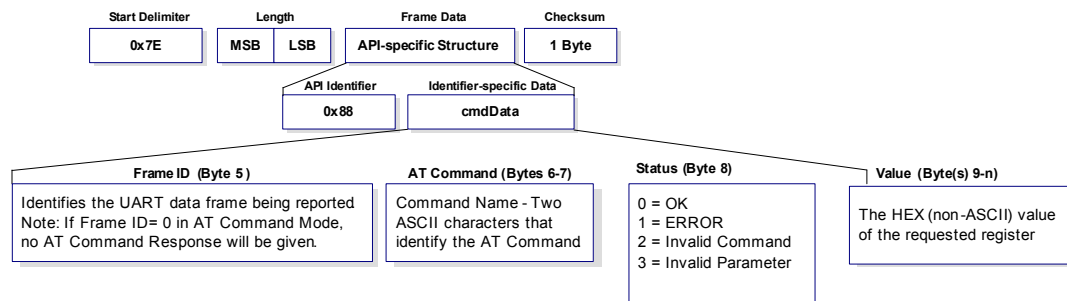 Start Delimiter
Length
Frame Data
Checksum
0x7E
MSB
LSB
API-specific Structure
1 Byte
API Identifier
Identifier-specific Data
0x88
cmdData
Frame ID (Byte 5 )
Identifies the UART data frame being reported
Note: If Frame ID= 0 in AT Command Mode,
no AT Command Response will be given.
AT Command (Bytes 6-7)
Command Name - Two
ASCII characters that
identify the AT Command
Status (Byte 8)
0 = OK
1 = ERROR
2 = Invalid Command
3 = Invalid Parameter
Value (Byte(s) 9-n)
The HEX (non-ASCII) value
of the requested register